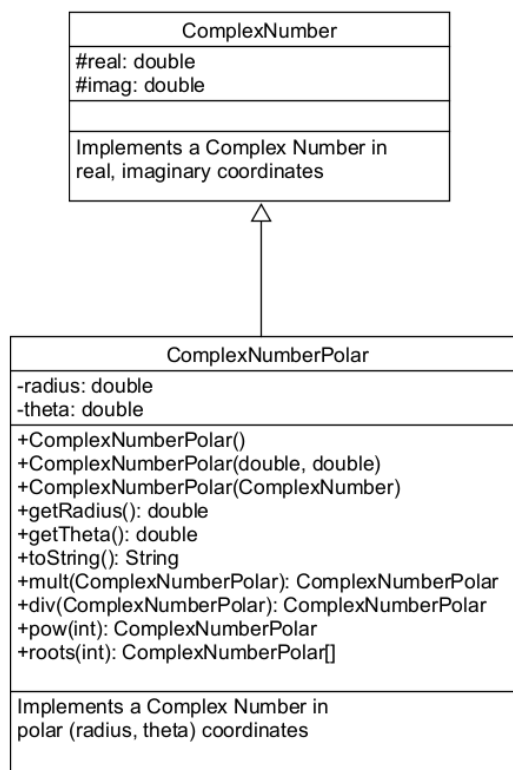 ComplexNumber
#real: double
#imag: double
Implements a Complex Number in
real, imaginary coordinates
ComplexNumberPolar
-radius: double
-theta: double
+ComplexNumberPolar()
+ComplexNumberPolar(double, double)
+ComplexNumberPolar(ComplexNumber)
+getRadius(): double
+getTheta(): double
+toString(): String
+mult(ComplexNumberPolar): ComplexNumberPolar
+div(ComplexNumberPolar): ComplexNumberPolar
+pow(int): ComplexNumberPolar
+roots(int): ComplexNumberPolar[]
Implements a Complex Number in
polar (radius, theta) coordinates